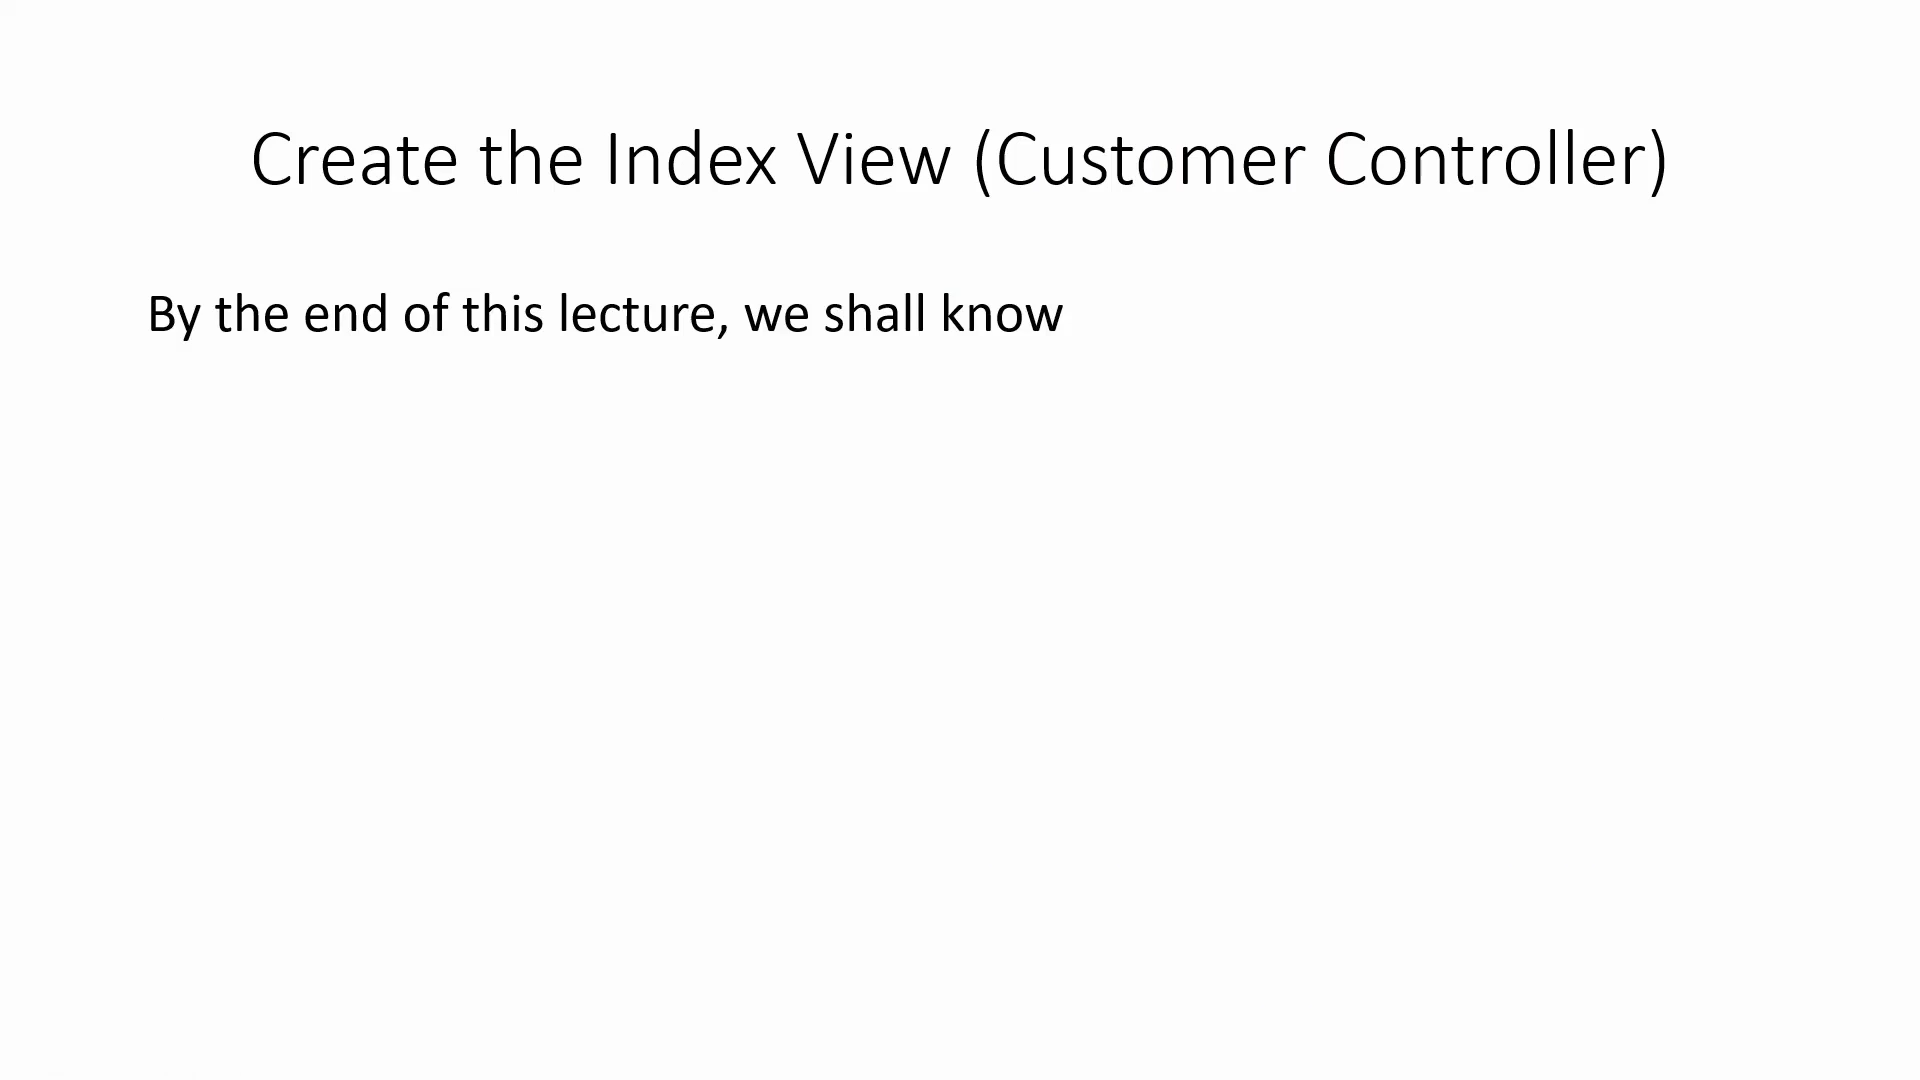 Create the Index View (Customer Controller)
By the end of this lecture, we shall know